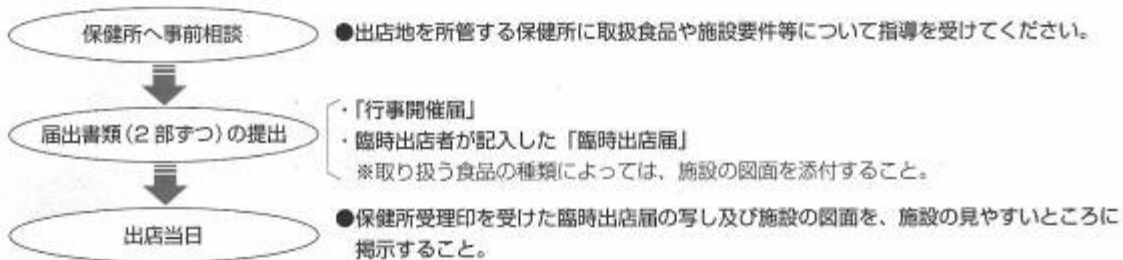 保健所へ事前相談
●出店地を所管する保健所に取扱食品や施設要件等について指導を受けてください。
届出書類(2部ずつ)の提出
・「行事開催届」
・臨時出店者が記入した「臨時出店届」
※取り扱う食品の種類によっては、施設の図面を添付すること。
出店当日
●保健所受理印を受けた臨時出店届の写し及び施設の図面を、施設の見やすいところに
掲示すること。